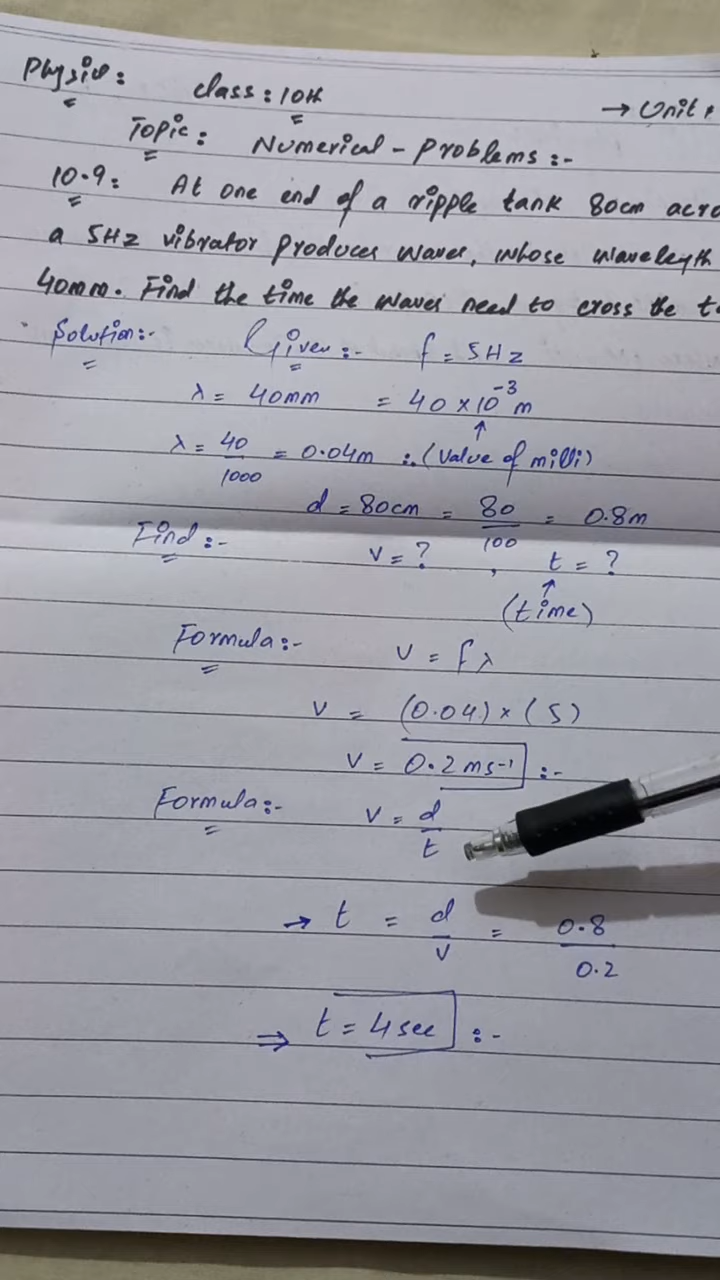 Physics:
class: 10th
→ Unit:
Topic: Numerical - Problems :-
10.9: At one end of a ripple tank 80cm acro
a 5Hz vibrator produces waves, whose wavelength
40mm. Find the time the waves need to cross the t
Solution:- Given:- f = 5Hz
λ = 40mm = 40 × 10⁻³ m
↑
λ = 40/1000 = 0.04m ∴ (Value of milli)
d = 80cm = 80/100 = 0.8m
Find:- v = ? , t = ?
↑
(time)
Formula:- v = fλ
v = (0.04) × (5)
v = 0.2 ms⁻¹ :-
Formula:- v = d/t
→ t = d/v = 0.8/0.2
⇒ t = 4 sec :-